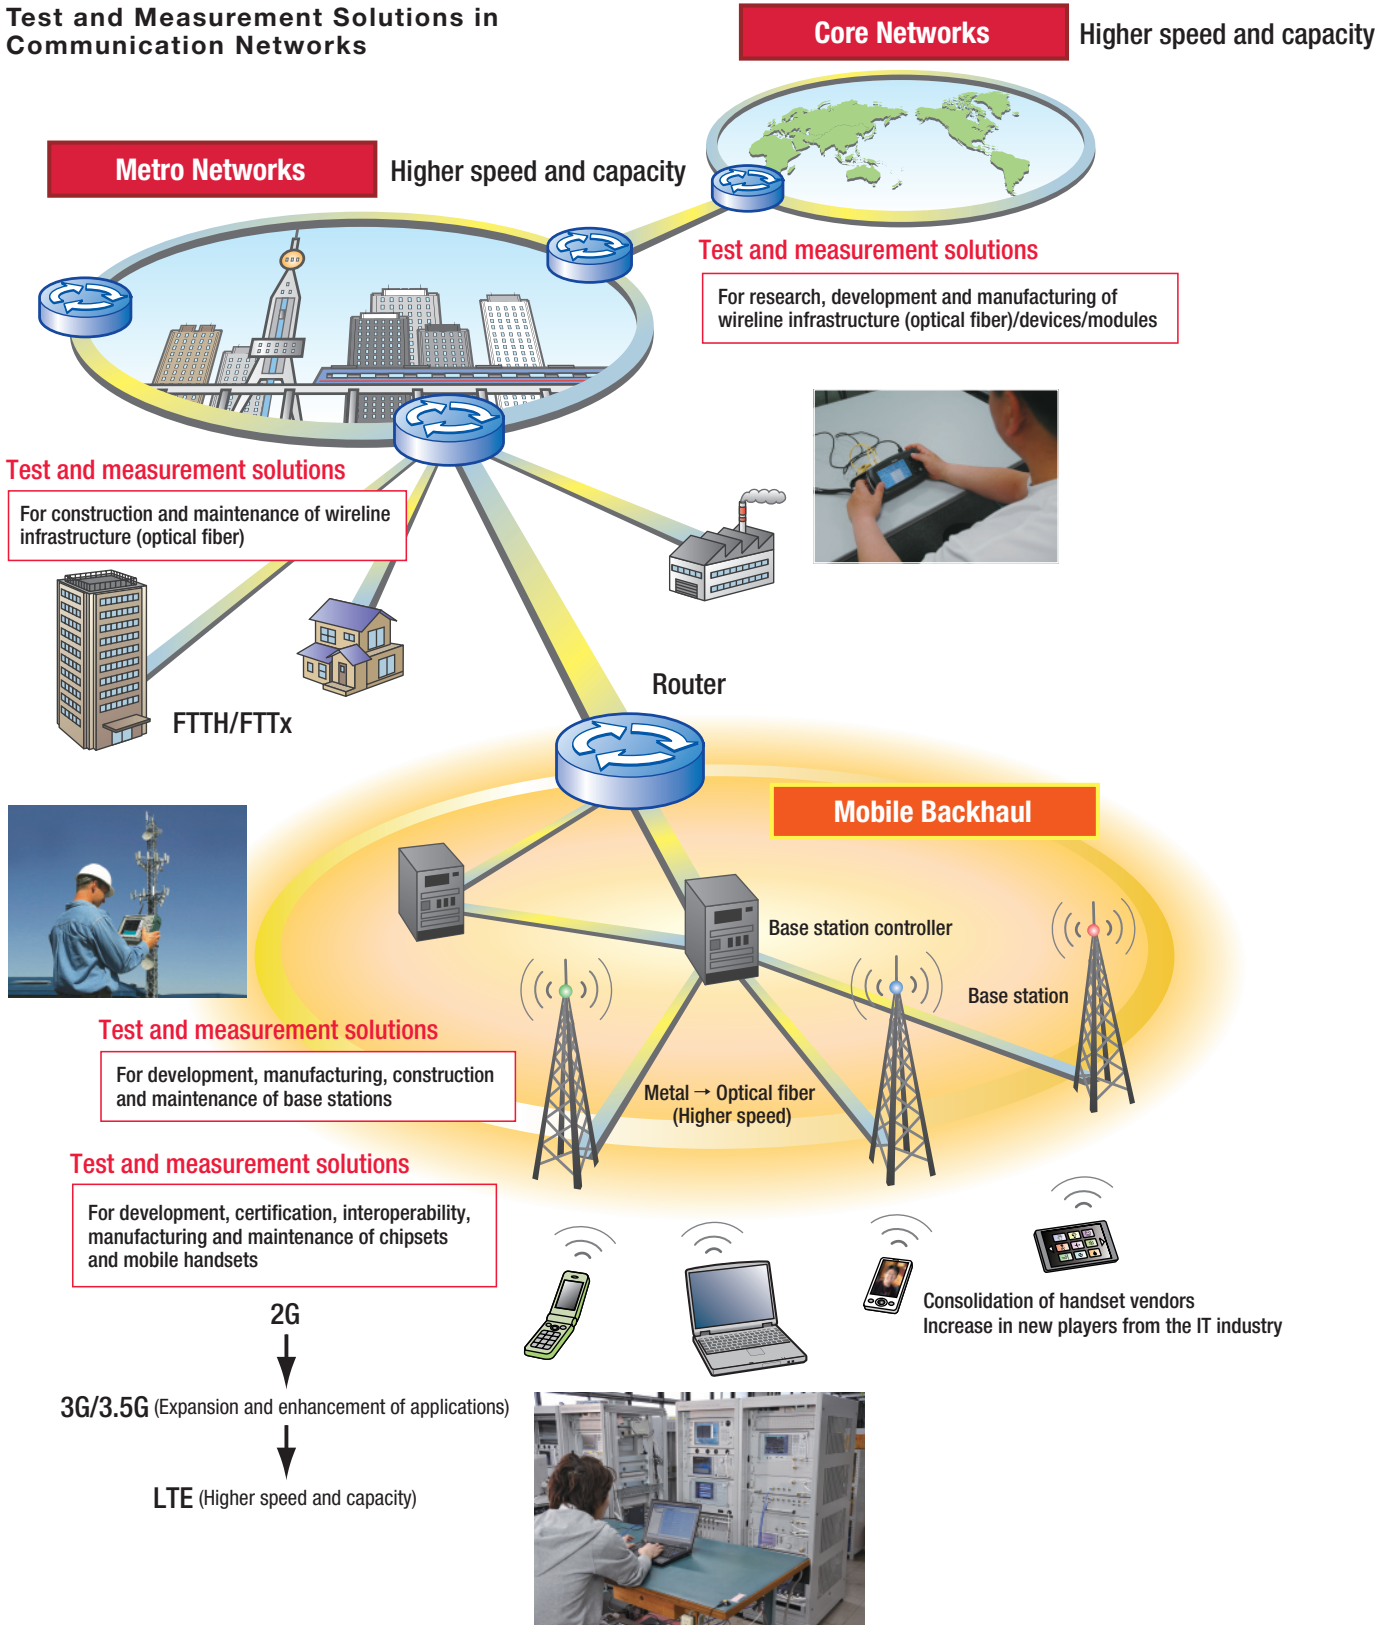 Test and Measurement Solutions in
Communication Networks
Core Networks
Higher speed and capacity
Metro Networks
Higher speed and capacity
Test and measurement solutions
For research, development and manufacturing of
wireline infrastructure (optical fiber)/devices/modules
Test and measurement solutions
For construction and maintenance of wireline
infrastructure (optical fiber)
FTTH/FTTx
Router
Mobile Backhaul
Base station controller
Base station
Test and measurement solutions
For development, manufacturing, construction
and maintenance of base stations
Metal → Optical fiber
(Higher speed)
Test and measurement solutions
For development, certification, interoperability,
manufacturing and maintenance of chipsets
and mobile handsets
Consolidation of handset vendors
Increase in new players from the IT industry
2G
3G/3.5G (Expansion and enhancement of applications)
LTE (Higher speed and capacity)